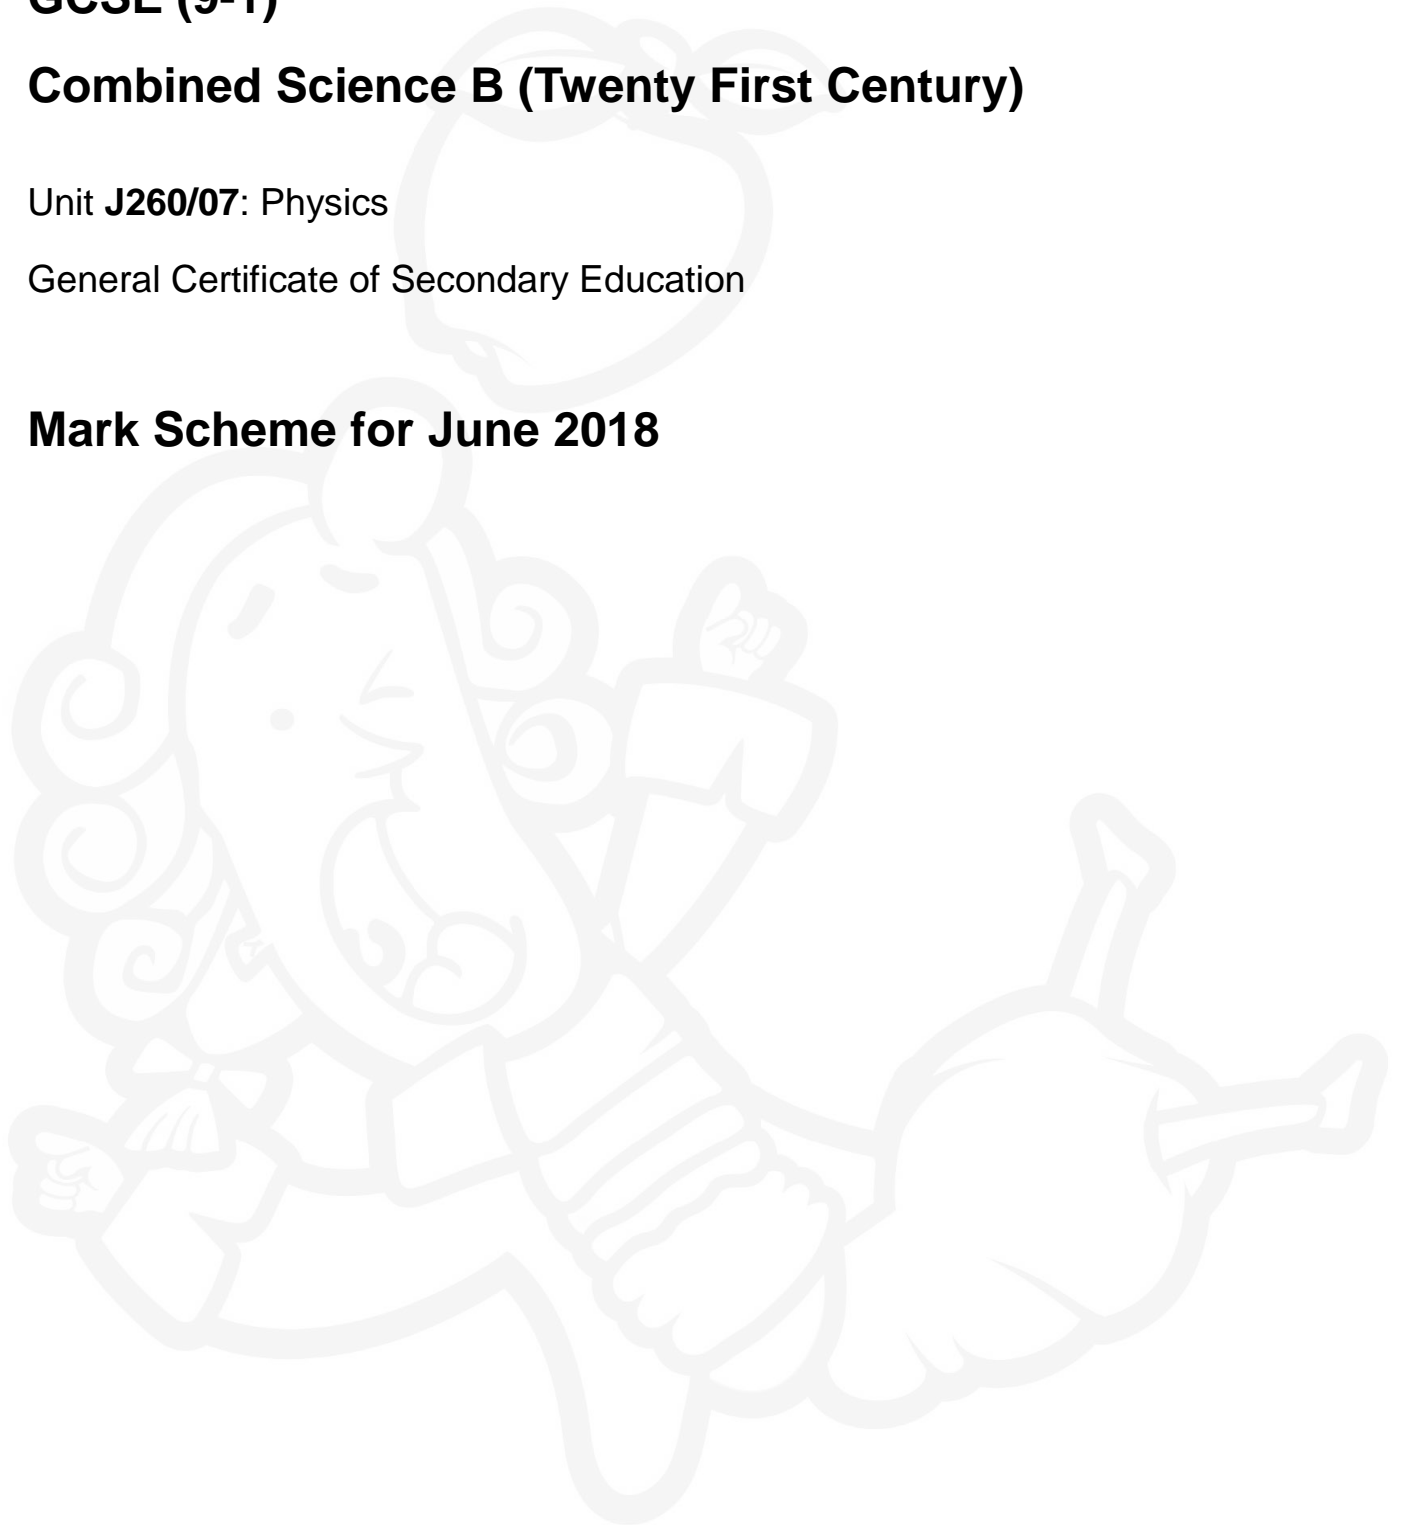 GCSE (9-1)
Combined Science B (Twenty First Century)
Unit J260/07: Physics
General Certificate of Secondary Education
Mark Scheme for June 2018